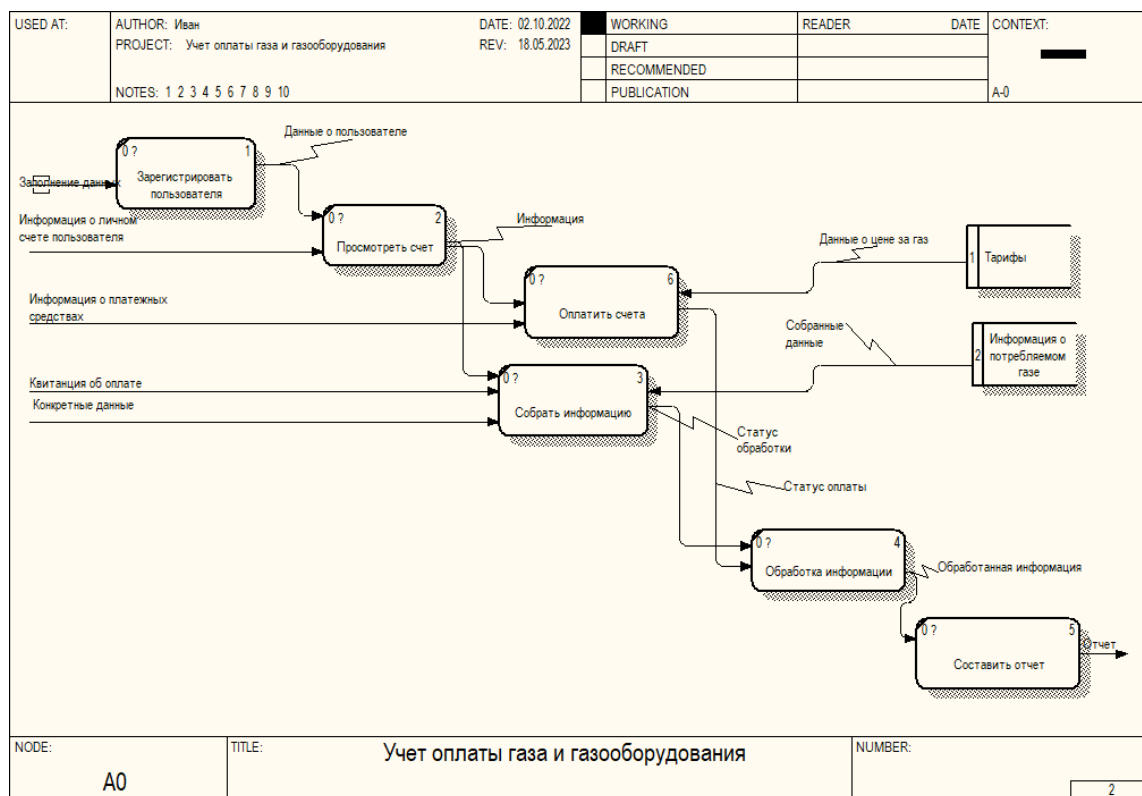 USED AT:
AUTHOR: Иван
DATE: 02.10.2022
PROJECT: Учет оплаты газа и газооборудования
REV: 18.05.2023
NOTES: 1 2 3 4 5 6 7 8 9 10
WORKING
DRAFT
RECOMMENDED
PUBLICATION
READER
DATE
CONTEXT:
A-0
Данные о пользователе
0 ?
1
Зарегистрировать
пользователя
Заполнение данных
Информация о личном
счете пользователя
0 ?
2
Просмотреть счет
Информация
Данные о цене за газ
1
Тарифы
0 ?
6
Оплатить счета
Информация о платежных
средствах
Собранные
данные
2
Информация о
потребляемом
газе
Квитанция об оплате
Конкретные данные
0 ?
3
Собрать информацию
Статус
обработки
Статус оплаты
0 ?
4
Обработка информации
Обработанная информация
0 ?
5
Составить отчет
Отчет
NODE:
A0
TITLE:
Учет оплаты газа и газооборудования
NUMBER:
2